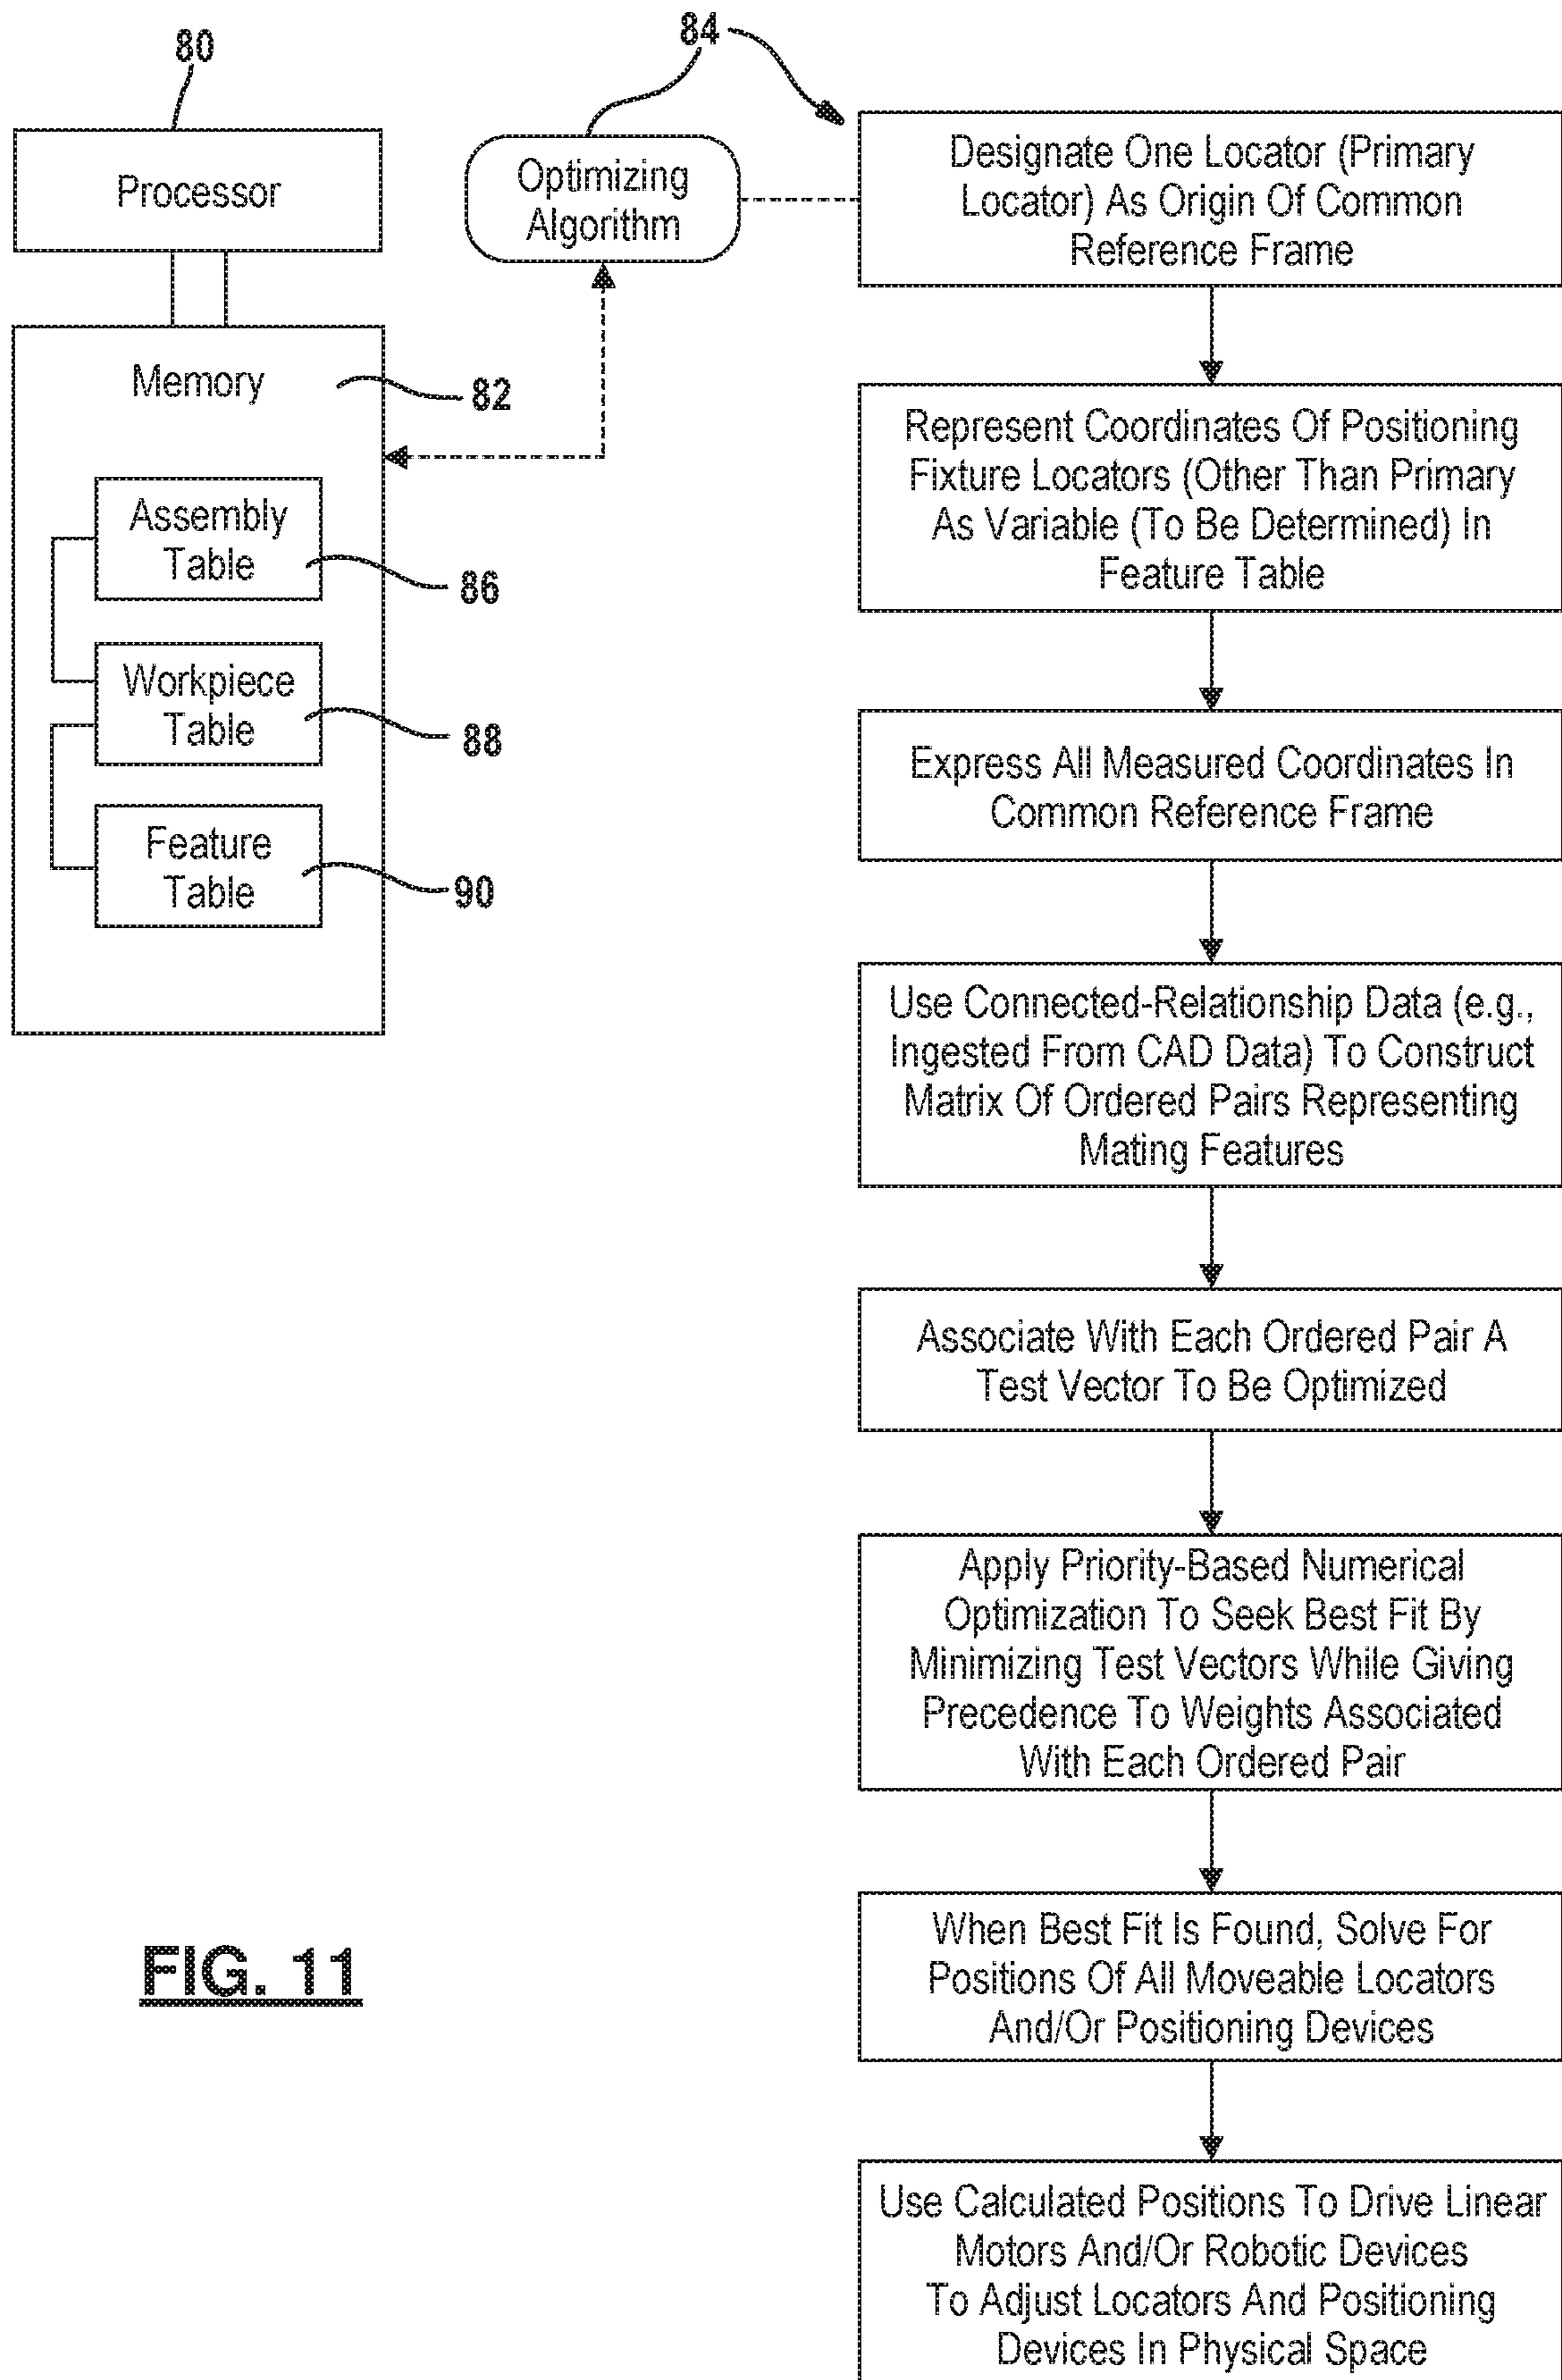 80
Processor
Memory
82
Assembly
Table
86
Workpiece
Table
88
Feature
Table
90
84
Optimizing
Algorithm
Designate One Locator (Primary
Locator) As Origin Of Common
Reference Frame
Represent Coordinates Of Positioning
Fixture Locators (Other Than Primary
As Variable (To Be Determined) In
Feature Table
Express All Measured Coordinates In
Common Reference Frame
Use Connected-Relationship Data (e.g.,
Ingested From CAD Data) To Construct
Matrix Of Ordered Pairs Representing
Mating Features
Associate With Each Ordered Pair A
Test Vector To Be Optimized
Apply Priority-Based Numerical
Optimization To Seek Best Fit By
Minimizing Test Vectors While Giving
Precedence To Weights Associated
With Each Ordered Pair
When Best Fit Is Found, Solve For
Positions Of All Moveable Locators
And/Or Positioning Devices
Use Calculated Positions To Drive Linear
Motors And/Or Robotic Devices
To Adjust Locators And Positioning
Devices In Physical Space
FIG. 11